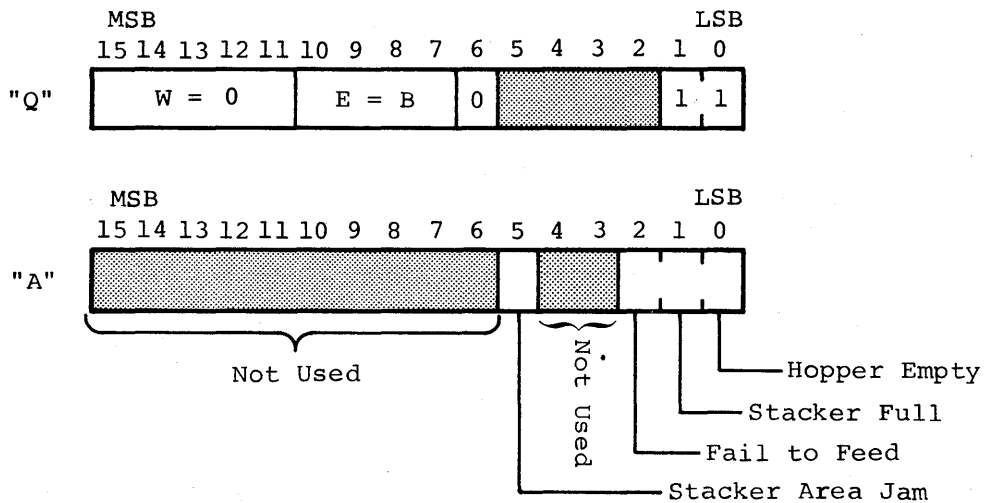 MSB LSB
15 14 13 12 11 10 9 8 7 6 5 4 3 2 1 0
"Q" W = 0 E = B 0 1 1
MSB LSB
15 14 13 12 11 10 9 8 7 6 5 4 3 2 1 0
"A"
Not Used
Not Used
Hopper Empty
Stacker Full
Fail to Feed
Stacker Area Jam